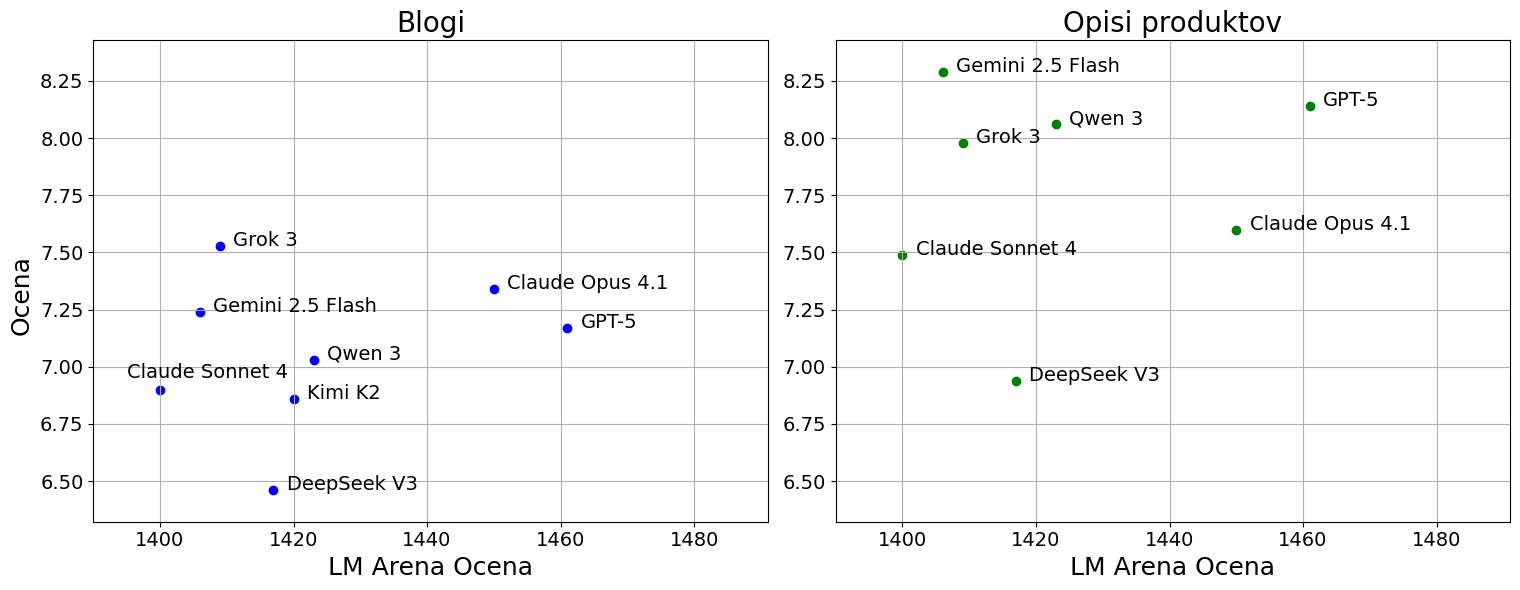 Blogi
Ocena
8.25
8.00
7.75
7.50
7.25
7.00
6.75
6.50
Grok 3
Claude Opus 4.1
Gemini 2.5 Flash
GPT-5
Qwen 3
Claude Sonnet 4
Kimi K2
DeepSeek V3
1400 1420 1440 1460 1480
LM Arena Ocena
Opisi produktov
8.25
8.00
7.75
7.50
7.25
7.00
6.75
6.50
Gemini 2.5 Flash
GPT-5
Qwen 3
Grok 3
Claude Opus 4.1
Claude Sonnet 4
DeepSeek V3
1400 1420 1440 1460 1480
LM Arena Ocena